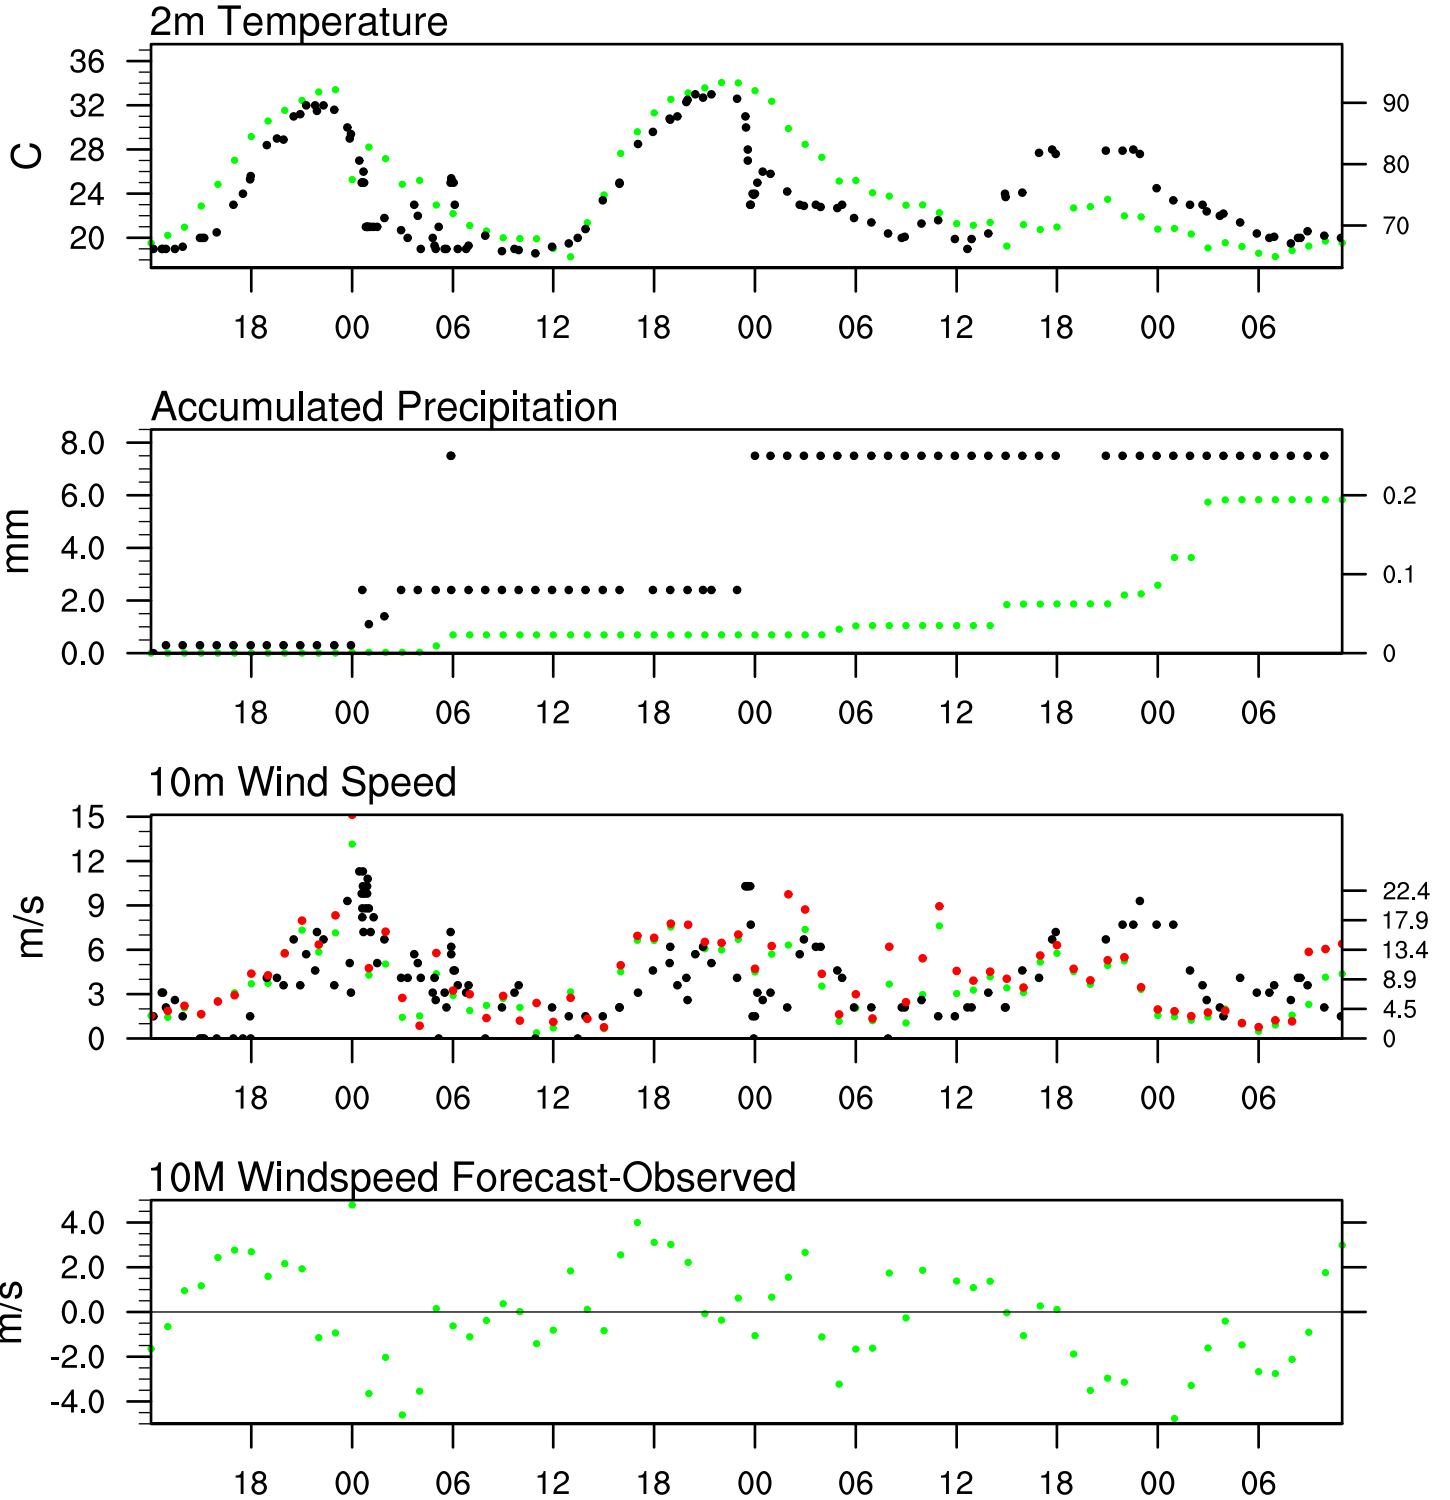 2m Temperature
36
32
28
24
20
C
90
80
70
18 00 06 12 18 00 06 12 18 00 06
Accumulated Precipitation
8.0
6.0
4.0
2.0
0.0
mm
0.2
0.1
0
18 00 06 12 18 00 06 12 18 00 06
10m Wind Speed
15
12
9
6
3
0
m/s
22.4
17.9
13.4
8.9
4.5
0
18 00 06 12 18 00 06 12 18 00 06
10M Windspeed Forecast-Observed
4.0
2.0
0.0
-2.0
-4.0
m/s
18 00 06 12 18 00 06 12 18 00 06